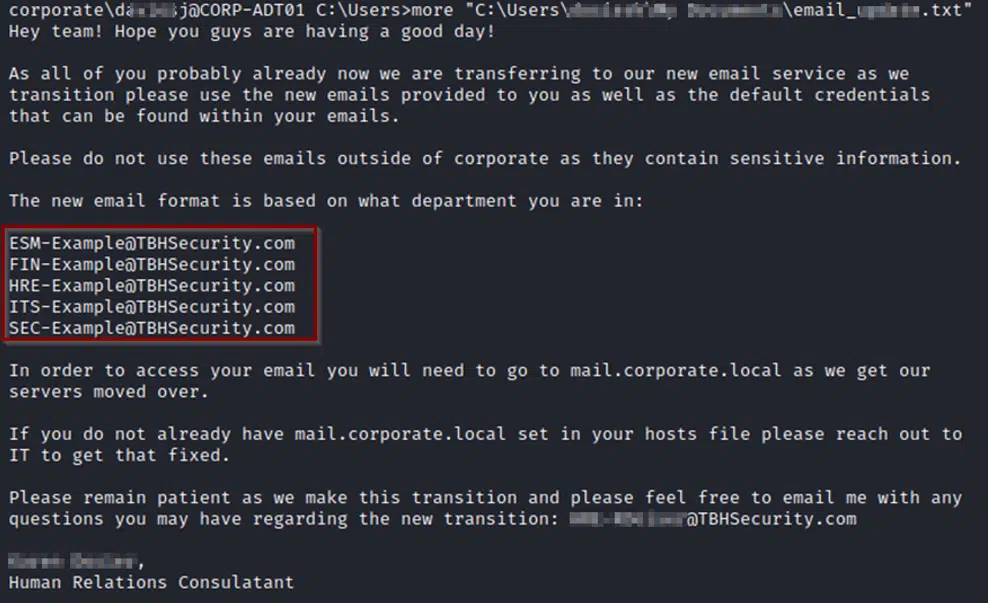 corporate\da j@CORP-ADT01 C:\Users>more "C:\Users\ \email_ .txt"
Hey team! Hope you guys are having a good day!
As all of you probably already now we are transferring to our new email service as we
transition please use the new emails provided to you as well as the default credentials
that can be found within your emails.
Please do not use these emails outside of corporate as they contain sensitive information.
The new email format is based on what department you are in:
ESM-Example@TBHSecurity.com
FIN-Example@TBHSecurity.com
HRE-Example@TBHSecurity.com
ITS-Example@TBHSecurity.com
SEC-Example@TBHSecurity.com
In order to access your email you will need to go to mail.corporate.local as we get our
servers moved over.
If you do not already have mail.corporate.local set in your hosts file please reach out to
IT to get that fixed.
Please remain patient as we make this transition and please feel free to email me with any
questions you may have regarding the new transition: @TBHSecurity.com
,
Human Relations Consulatant